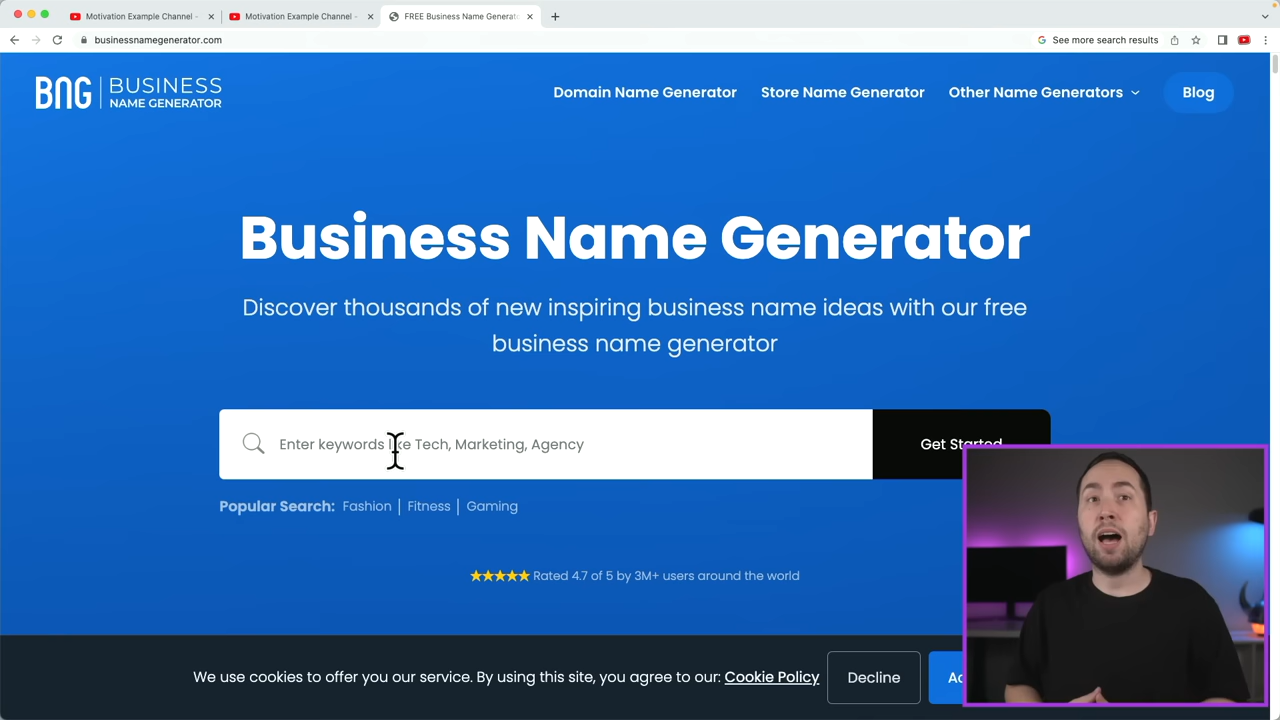 Motivation Example Channel -
Motivation Example Channel -
FREE Business Name Generato
businessnamegenerator.com
See more search results
BNG | BUSINESS NAME GENERATOR
Domain Name Generator
Store Name Generator
Other Name Generators
Blog
Business Name Generator
Discover thousands of new inspiring business name ideas with our free
business name generator
Enter keywords like Tech, Marketing, Agency
Get Started
Popular Search: Fashion | Fitness | Gaming
Rated 4.7 of 5 by 3M+ users around the world
We use cookies to offer you our service. By using this site, you agree to our: Cookie Policy
Decline